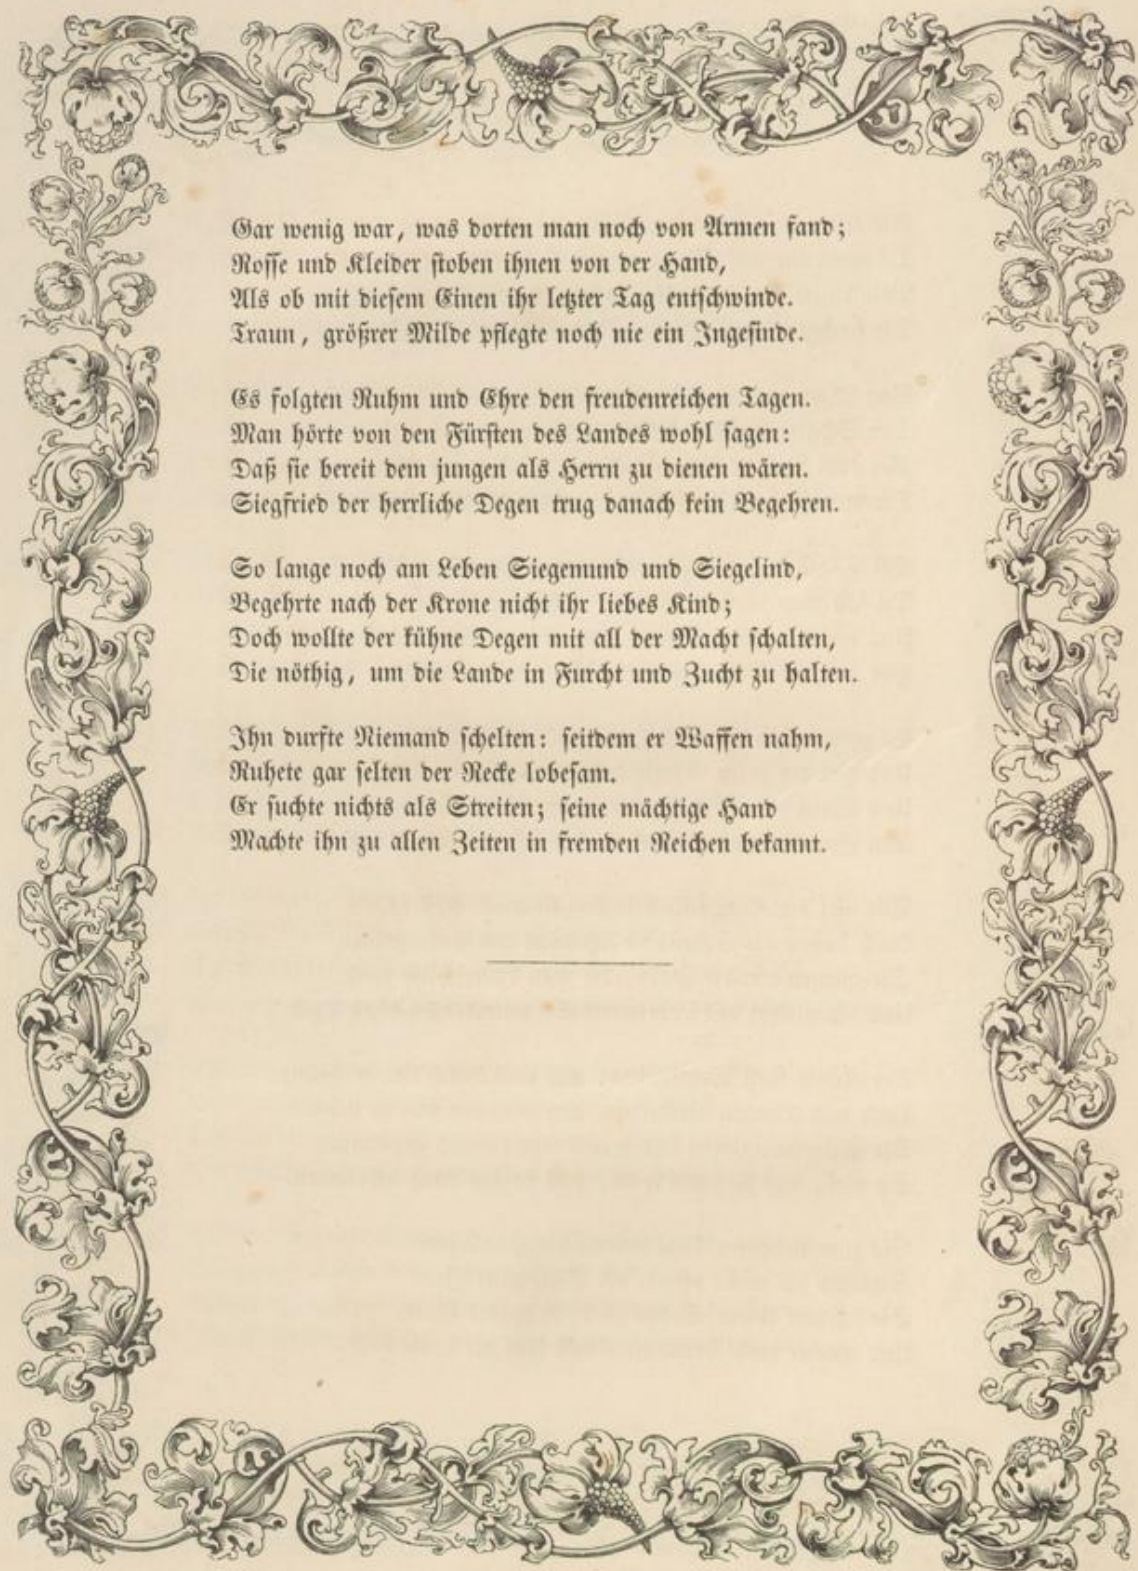 Gar wenig war, was dorten man noch von Armen fand;
Rosse und Kleider stoben ihnen von der Hand,
Als ob mit diesem Einen ihr letzter Tag entschwinde.
Traun, größrer Milde pflegte noch nie ein Ingesinde.

Es folgten Ruhm und Ehre den freudenreichen Tagen.
Man hörte von den Fürsten des Landes wohl sagen:
Daß sie bereit dem jungen als Herrn zu dienen wären.
Siegfried der herrliche Degen trug danach kein Begehren.

So lange noch am Leben Siegemund und Siegelind,
Begehrte nach der Krone nicht ihr liebes Kind;
Doch wollte der kühne Degen mit all der Macht schalten,
Die nöthig, um die Lande in Furcht und Zucht zu halten.

Ihn durfte Niemand schelten: seitdem er Waffen nahm,
Ruhete gar selten der Recke lobesam.
Er suchte nichts als Streiten; seine mächtige Hand
Machte ihn zu allen Zeiten in fremden Reichen bekannt.